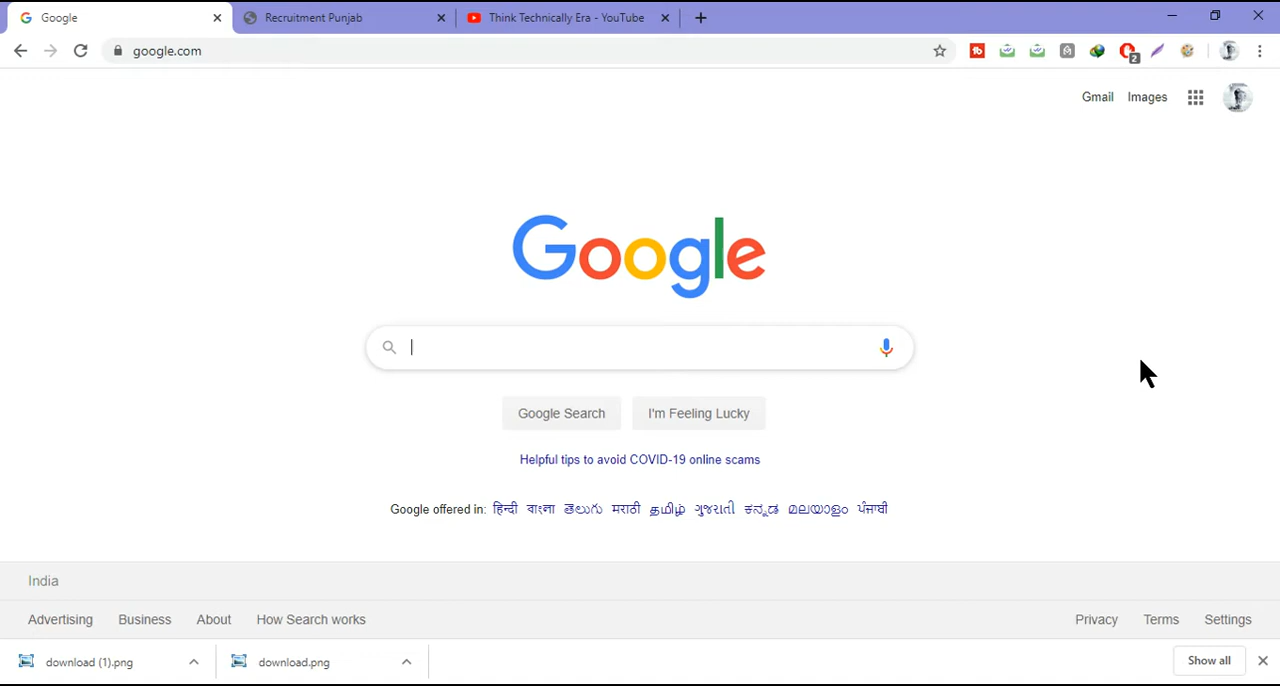 Google
Recruitment Punjab
Think Technically Era - YouTube
google.com
2
Gmail Images
Google
Google Search I'm Feeling Lucky
Helpful tips to avoid COVID-19 online scams
Google offered in: हिन्दी বাংলা తెలుగు मराठी தமிழ் ગુજરાતી ಕನ್ನಡ മലയാളം ਪੰਜਾਬੀ
India
Advertising Business About How Search works Privacy Terms Settings
download (1).png download.png Show all